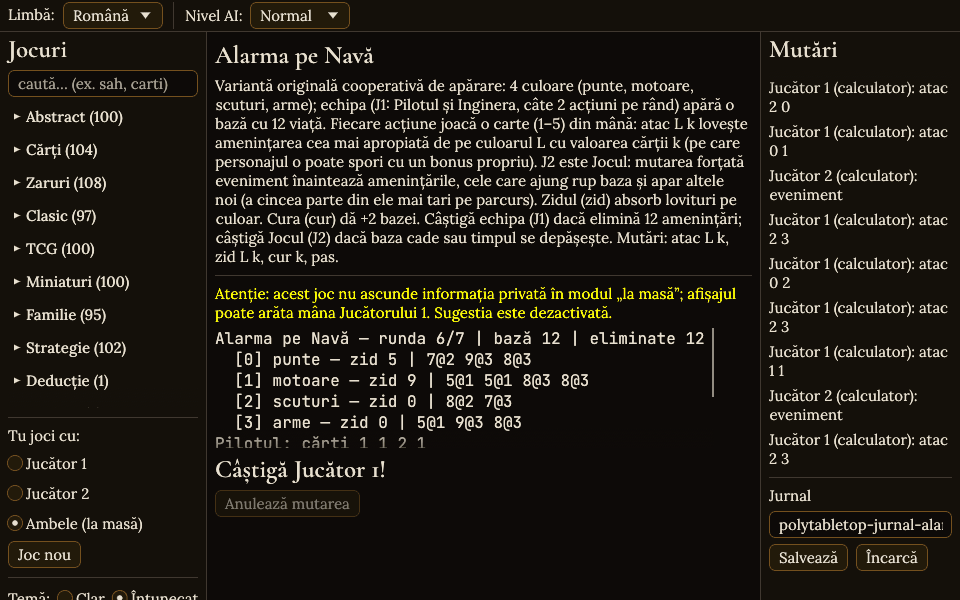 Limbă: Română ▼ Nivel AI: Normal ▼
Jocuri
caută... (ex. sah, carti)
▸ Abstract (100)
▸ Cărți (104)
▸ Zaruri (108)
▸ Clasic (97)
▸ TCG (100)
▸ Miniaturi (100)
▸ Familie (95)
▸ Strategie (102)
▸ Deducție (1)
Tu joci cu:
Jucător 1
Jucător 2
Ambele (la masă)
Joc nou
Temă: Clar Întunecat
Alarma pe Navă
Variantă originală cooperativă de apărare: 4 culoare (punte, motoare,
scuturi, arme); echipa (J1: Pilotul și Inginera, câte 2 acțiuni pe rând) apără o
bază cu 12 viață. Fiecare acțiune joacă o carte (1–5) din mână: atac L k lovește
amenințarea cea mai apropiată de pe culoarul L cu valoarea cărții k (pe care
personajul o poate spori cu un bonus propriu). J2 este Jocul: mutarea forțată
eveniment înaintează amenințările, cele care ajung rup baza și apar altele
noi (a cincea parte din ele mai tari pe parcurs). Zidul (zid) absorb lovituri pe
culoar. Cura (cur) dă +2 bazei. Câștigă echipa (J1) dacă elimină 12 amenințări;
câștigă Jocul (J2) dacă baza cade sau timpul se depășește. Mutări: atac L k,
zid L k, cur k, pas.
Atenție: acest joc nu ascunde informația privată în modul „la masă”; afișajul
poate arăta mâna Jucătorului 1. Sugestia este dezactivată.
Alarma pe Navă — runda 6/7 | bază 12 | eliminate 12
[0] punte — zid 5 | 7@2 9@3 8@3
[1] motoare — zid 9 | 5@1 5@1 8@3 8@3
[2] scuturi — zid 0 | 8@2 7@3
[3] arme — zid 0 | 5@1 9@3 8@3
Pilotul: cărți 1 1 2 1
Câștigă Jucător 1!
Anulează mutarea
Mutări
Jucător 1 (calculator): atac
2 0
Jucător 1 (calculator): atac
0 1
Jucător 2 (calculator):
eveniment
Jucător 1 (calculator): atac
2 3
Jucător 1 (calculator): atac
0 2
Jucător 1 (calculator): atac
2 3
Jucător 1 (calculator): atac
1 1
Jucător 2 (calculator):
eveniment
Jucător 1 (calculator): atac
2 3
Jurnal
polytabletop-jurnal-alar
Salvează Încarcă